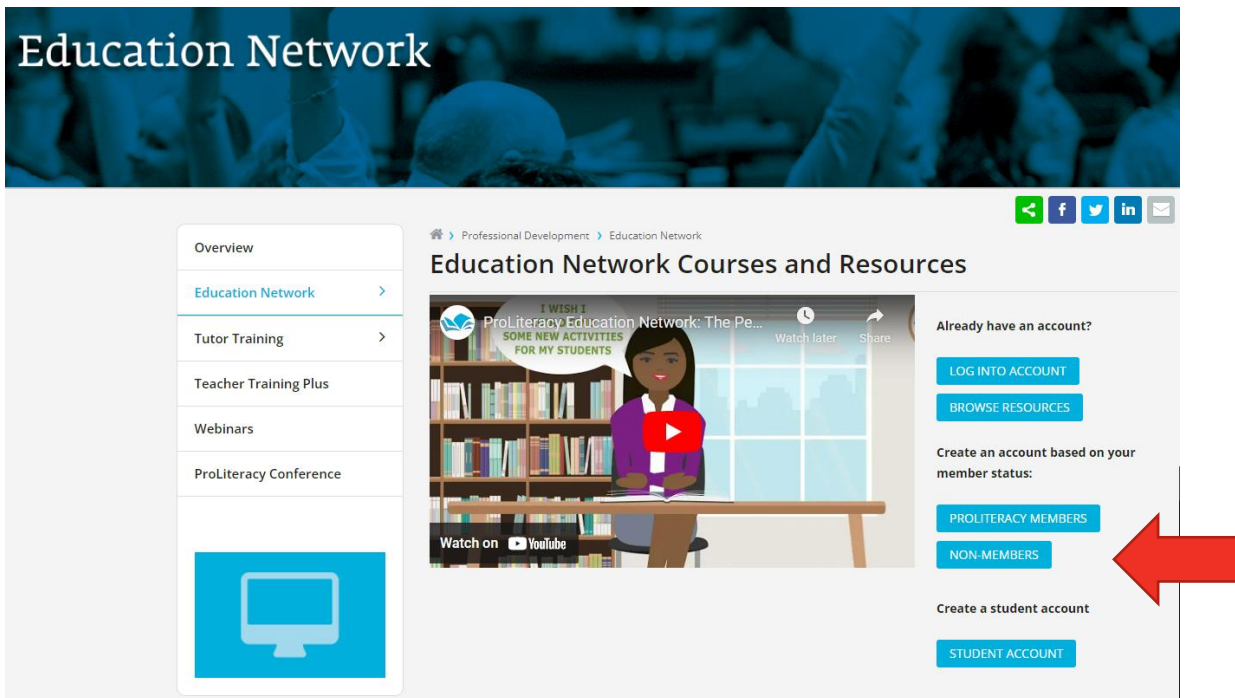 Education Network
f
in
Professional Development
Education Network
Education Network Courses and Resources
Overview
Education Network
Tutor Training
Teacher Training Plus
Webinars
ProLiteracy Conference
I WISH I
SOME NEW ACTIVITIES
FOR MY STUDENTS
ProLiteracy Education Network: The Pe...
Watch later
Share
Watch on YouTube
Already have an account?
LOG INTO ACCOUNT
BROWSE RESOURCES
Create an account based on your
member status:
PROLITERACY MEMBERS
NON-MEMBERS
Create a student account
STUDENT ACCOUNT